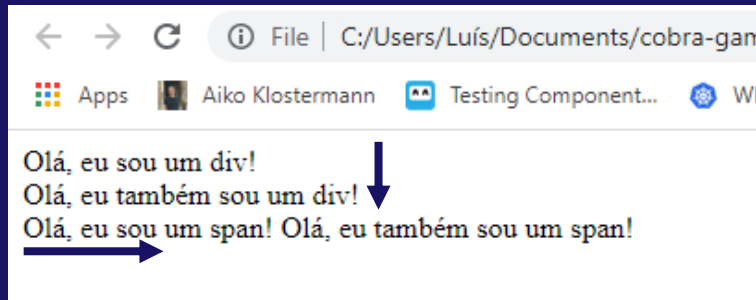 File | C:/Users/Luís/Documents/cobra-gam
Apps Aiko Klostermann Testing Component...
Olá, eu sou um div!
Olá, eu também sou um div!
Olá, eu sou um span! Olá, eu também sou um span!